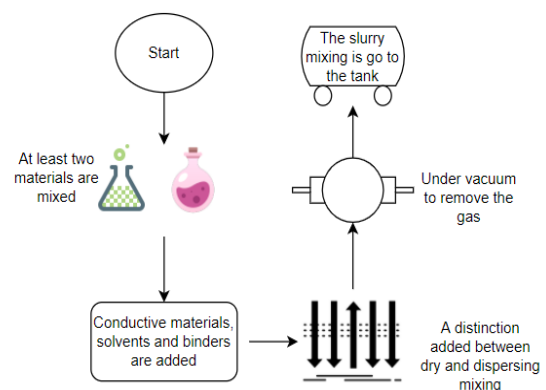 Start
At least two
materials are
mixed
Conductive materials,
solvents and binders
are added
A distinction
added between
dry and dispersing
mixing
Under vacuum
to remove the
gas
The slurry
mixing is go to
the tank